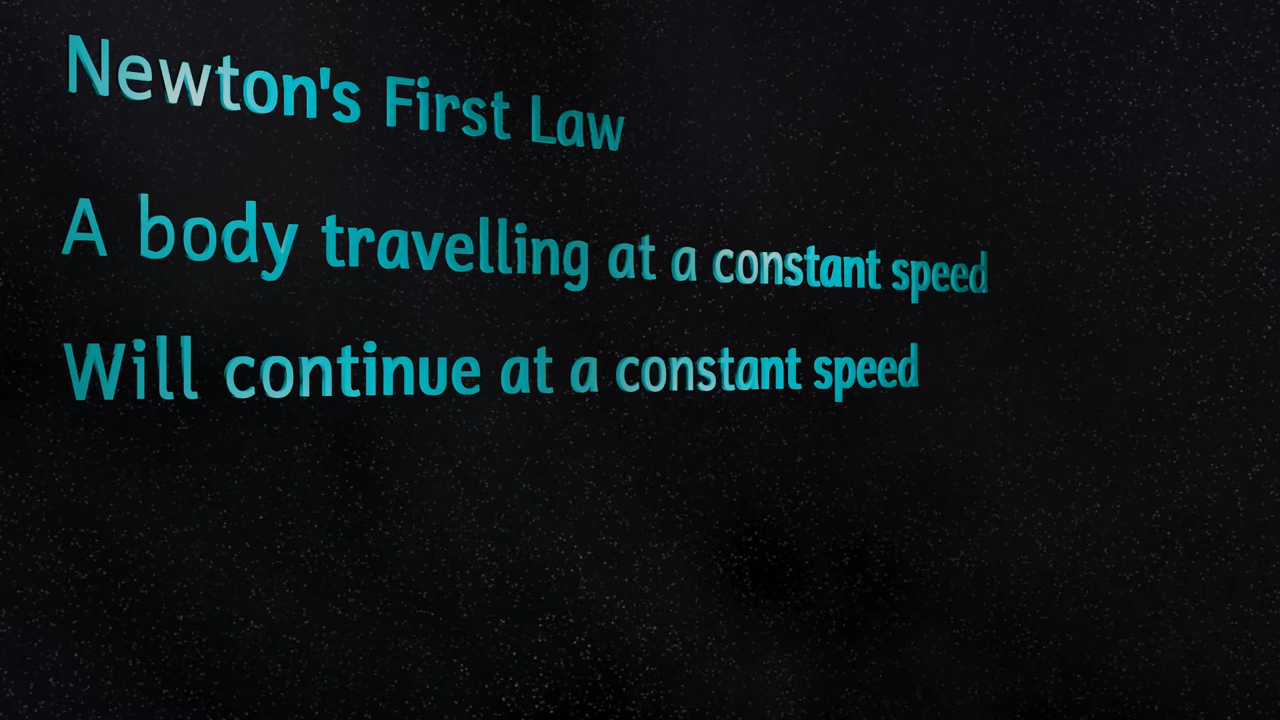 Newton's First Law
A body travelling at a constant speed
Will continue at a constant speed